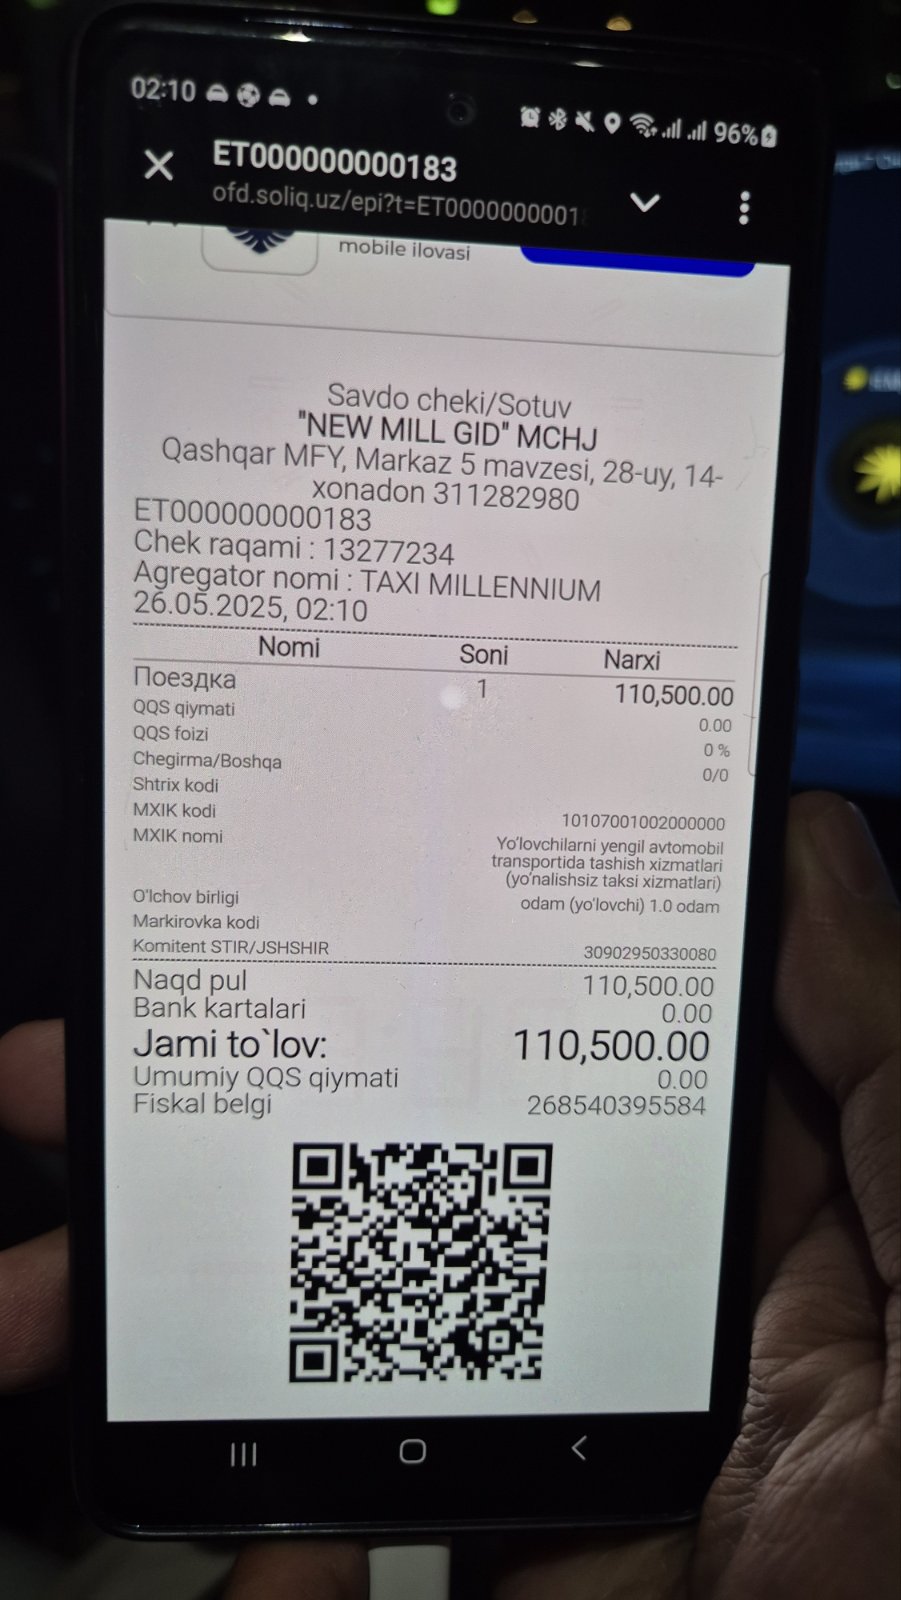 02:10
96%
ET000000000183
ofd.soliq.uz/epi?t=ET0000000001
mobile ilovasi
Savdo cheki/Sotuv
"NEW MILL GID" MCHJ
Qashqar MFY, Markaz 5 mavzesi, 28-uy, 14-
xonadon 311282980
ET000000000183
Chek raqami : 13277234
Agregator nomi : TAXI MILLENNIUM
26.05.2025, 02:10
Nomi Soni Narxi
Поездка 1 110,500.00
QQS qiymati 0.00
QQS foizi 0 %
Chegirma/Boshqa 0/0
Shtrix kodi
MXIK kodi 10107001002000000
MXIK nomi Yo'lovchilarni yengil avtomobil
transportida tashish xizmatlari
(yo'nalishsiz taksi xizmatlari)
O'lchov birligi odam (yo'lovchi) 1.0 odam
Markirovka kodi
Komitent STIR/JSHSHIR 30902950330080
Naqd pul 110,500.00
Bank kartalari 0.00
Jami to`lov: 110,500.00
Umumiy QQS qiymati 0.00
Fiskal belgi 268540395584